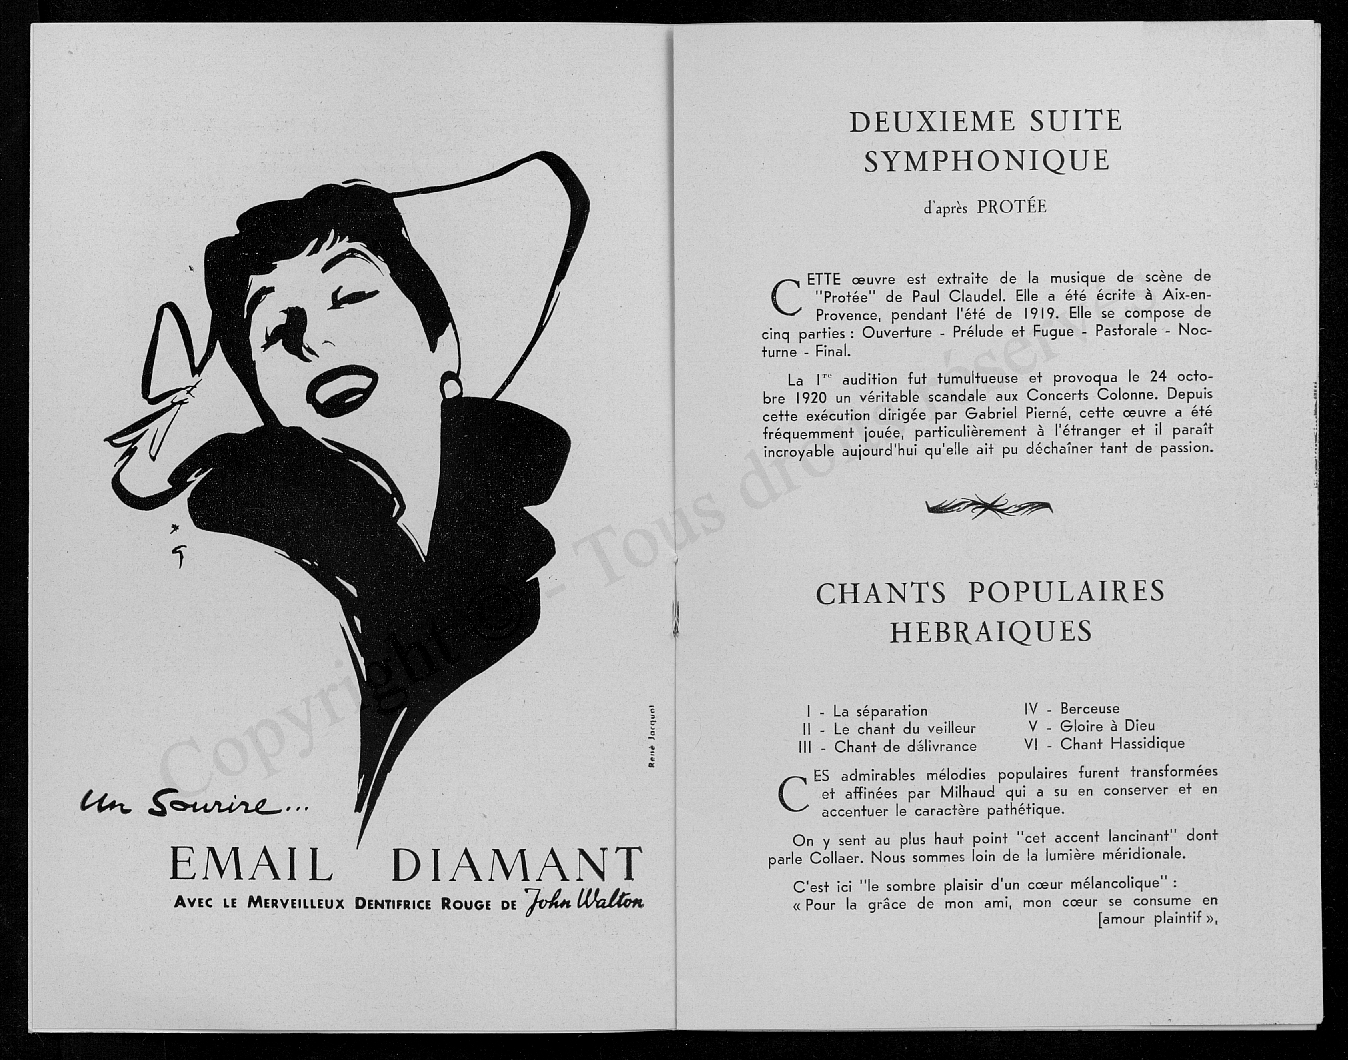 René Jacquot
Un Sourire...
EMAIL DIAMANT
AVEC LE MERVEILLEUX DENTIFRICE ROUGE DE John Walton
DEUXIEME SUITE
SYMPHONIQUE
d'après PROTÉE
CETTE œuvre est extraite de la musique de scène de
"Protée" de Paul Claudel. Elle a été écrite à Aix-en-
Provence, pendant l'été de 1919. Elle se compose de
cinq parties : Ouverture - Prélude et Fugue - Pastorale - Noc-
turne - Final.
La 1re audition fut tumultueuse et provoqua le 24 octo-
bre 1920 un véritable scandale aux Concerts Colonne. Depuis
cette exécution dirigée par Gabriel Pierné, cette œuvre a été
fréquemment jouée, particulièrement à l'étranger et il paraît
incroyable aujourd'hui qu'elle ait pu déchaîner tant de passion.
CHANTS POPULAIRES
HEBRAIQUES
I - La séparation
II - Le chant du veilleur
III - Chant de délivrance
IV - Berceuse
V - Gloire à Dieu
VI - Chant Hassidique
CES admirables mélodies populaires furent transformées
et affinées par Milhaud qui a su en conserver et en
accentuer le caractère pathétique.
On y sent au plus haut point "cet accent lancinant" dont
parle Collaer. Nous sommes loin de la lumière méridionale.
C'est ici "le sombre plaisir d'un cœur mélancolique" :
« Pour la grâce de mon ami, mon cœur se consume en
[amour plaintif »,
Copyright © - Tous droits réservés